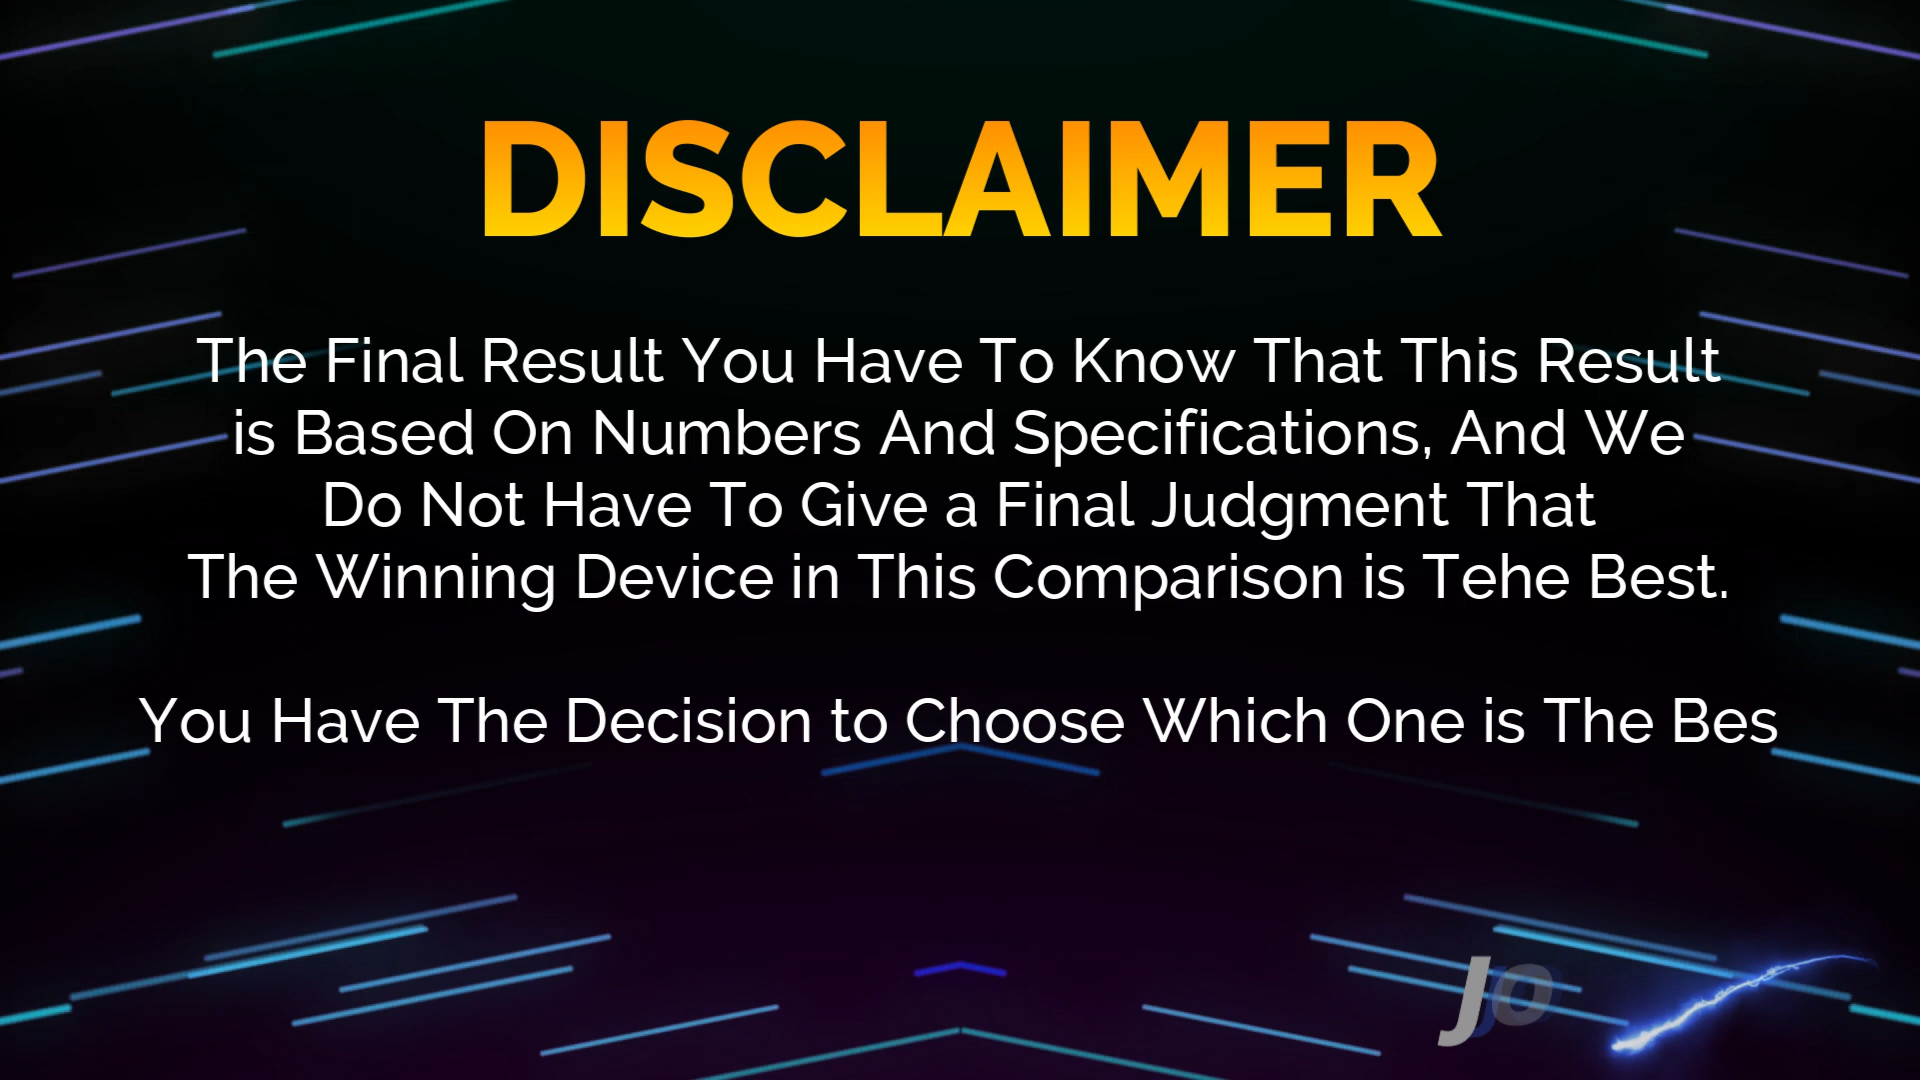 DISCLAIMER
The Final Result You Have To Know That This Result
is Based On Numbers And Specifications, And We
Do Not Have To Give a Final Judgment That
The Winning Device in This Comparison is Tehe Best.
You Have The Decision to Choose Which One is The Bes
JO